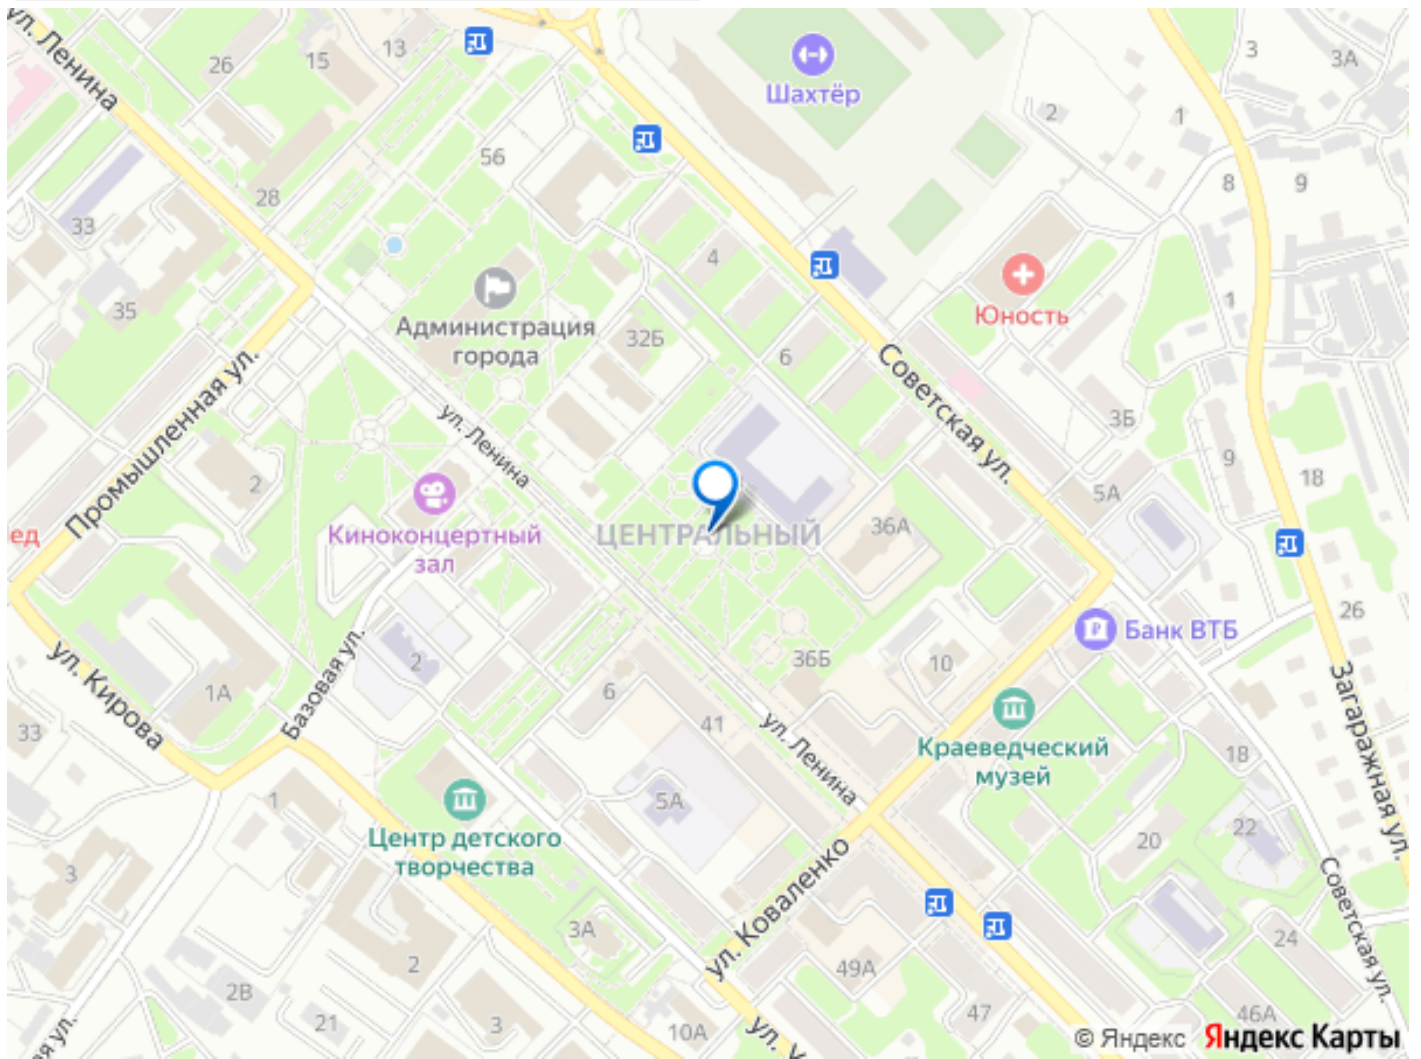 ул. Ленина
26
15
13
Шахтёр
3
3А
2
1
56
28
33
8
9
4
35
Администрация
города
32Б
Юность
1
6
Советская ул.
Промышленная ул.
ул. Ленина
3Б
9
18
2
5А
Киноконцертный
зал
ЦЕНТРАЛЬНЫЙ
36А
ед
26
Банк ВТБ
ул. Кирова
Базовая ул.
2
1А
6
36Б
10
41
ул. Ленина
Краеведческий
музей
Загаражная ул.
33
18
1
5А
20
22
Центр детского
творчества
3
ул. Коваленко
Советская ул.
3А
24
2
49А
2В
21
3
10А
47
46А
ул.
© Яндекс Яндекс Карты